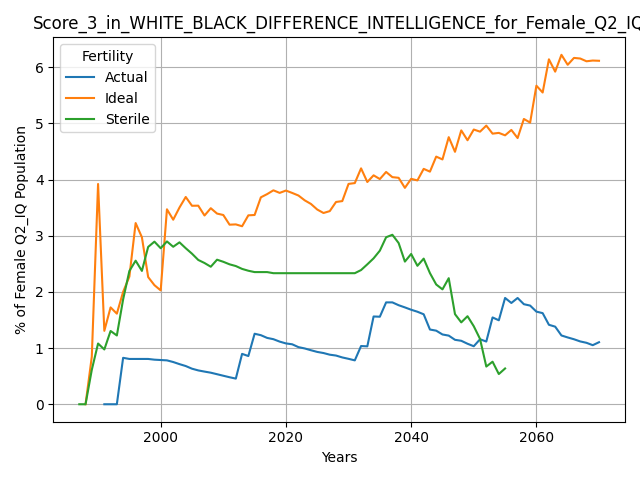 Score_3_in_WHITE_BLACK_DIFFERENCE_INTELLIGENCE_for_Female_Q2_IQ
Fertility
Actual
Ideal
Sterile
% of Female Q2_IQ Population
6
5
4
3
2
1
0
2000 2020 2040 2060
Years